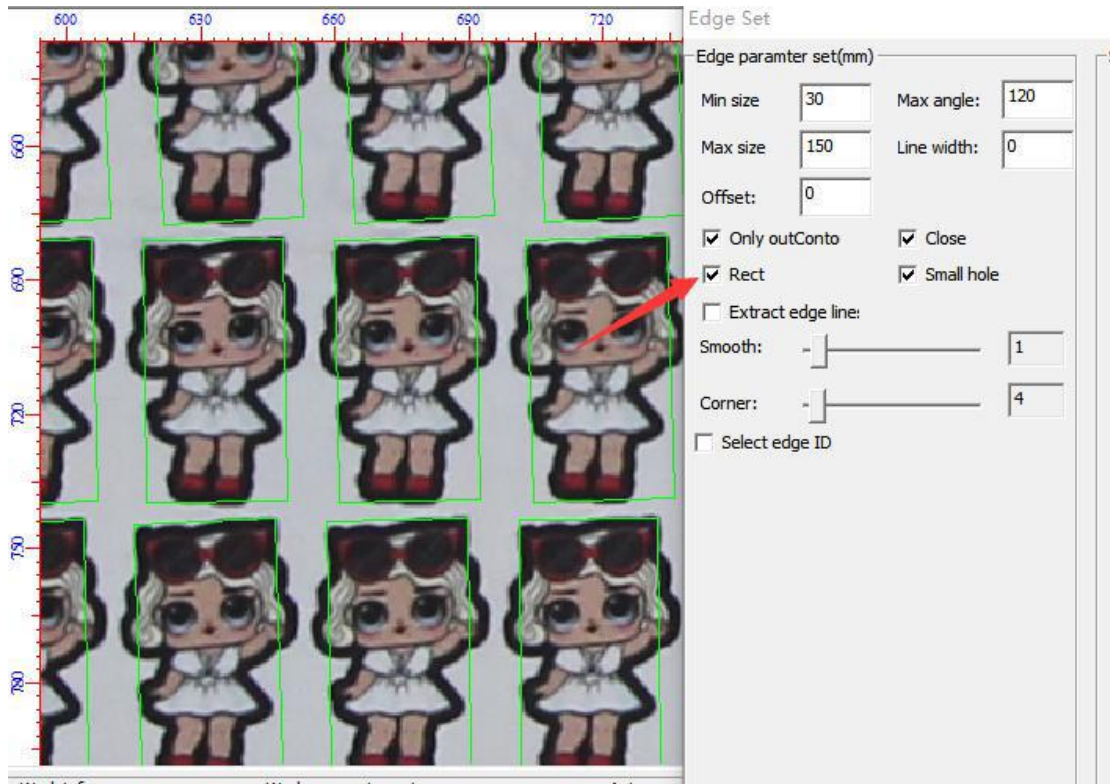 600 630 660 690 720
Edge Set
Edge paramter set(mm)
Min size 30 Max angle: 120
Max size 150 Line width: 0
Offset: 0
Only outConto Close
Rect Small hole
Extract edge line:
Smooth: 1
Corner: 4
Select edge ID
660
690
720
750
780